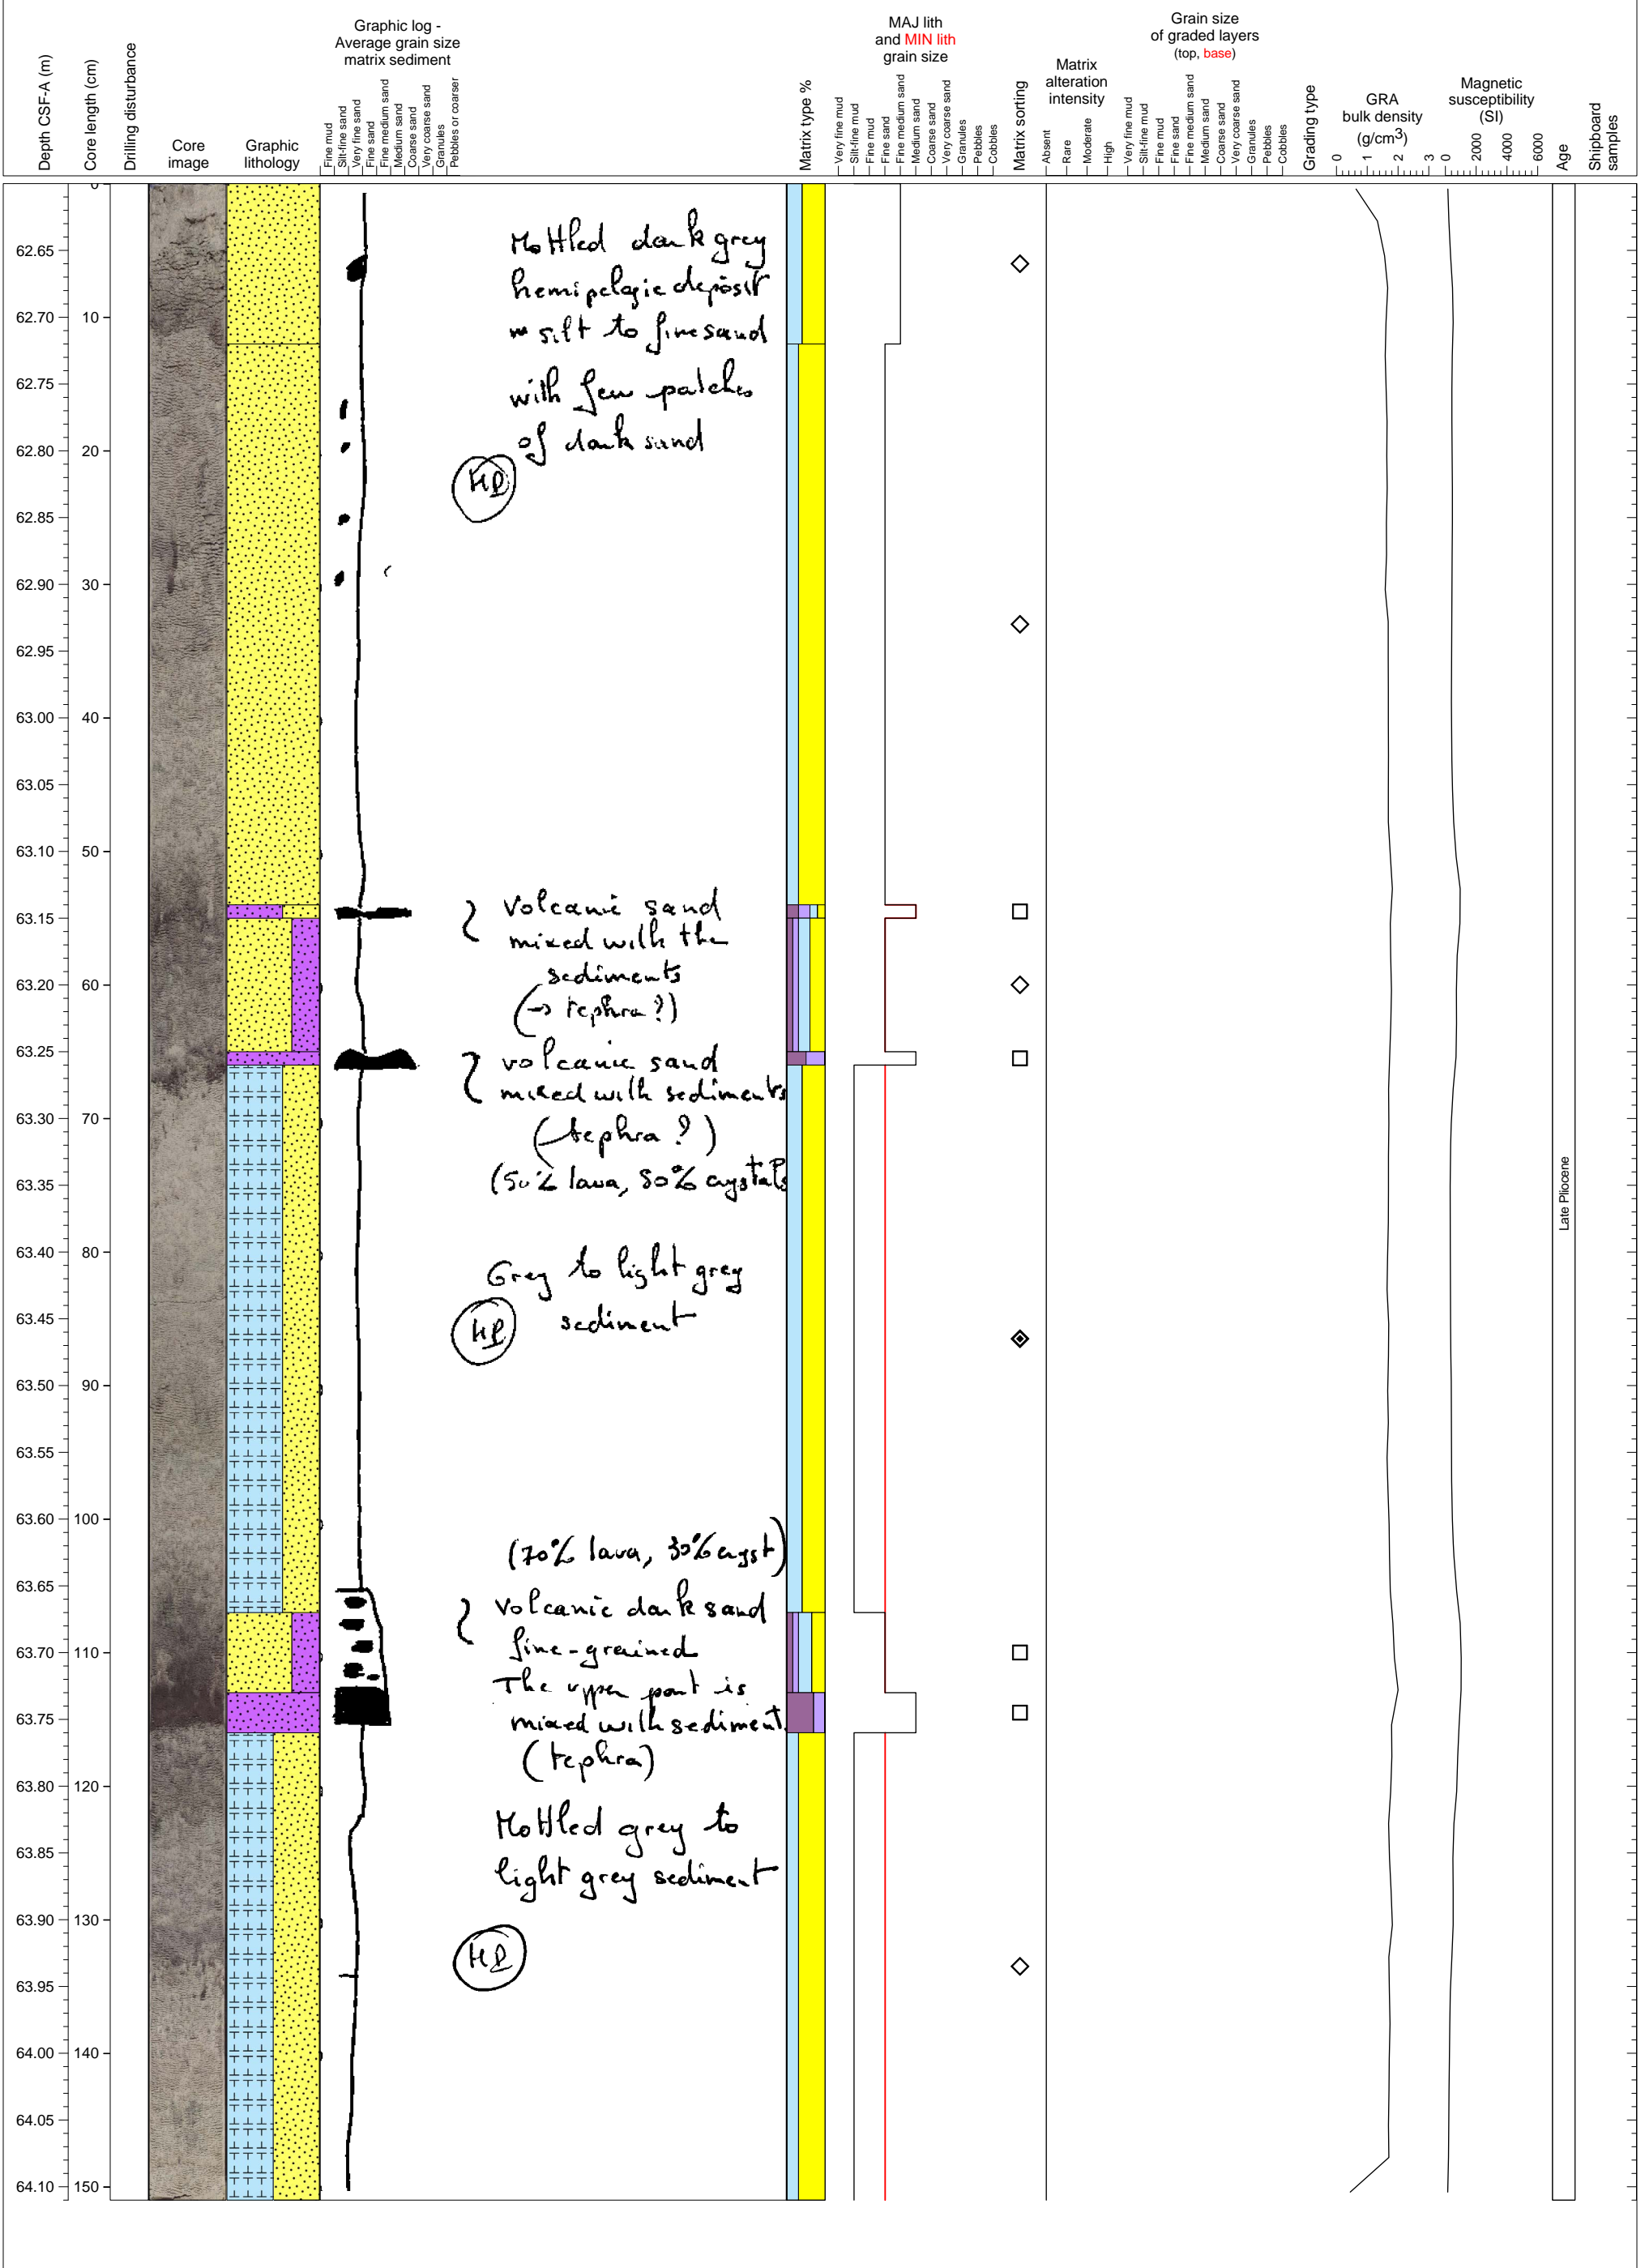 Depth CSF-A (m)
Core length (cm)
Drilling disturbance
Core
image
Graphic
lithology
Graphic log -
Average grain size
matrix sediment
Fine mud
Slit-fine sand
Very fine sand
Fine sand
Fine medium sand
Medium sand
Coarse sand
Very coarse sand
Granules
Pebbles or coarser
Matrix type %
MAJ lith
and MIN lith
grain size
Very fine mud
Silt-fine mud
Fine mud
Fine sand
Fine medium sand
Medium sand
Coarse sand
Very coarse sand
Granules
Pebbles
Cobbles
Matrix sorting
Matrix
alteration
intensity
Absent
Rare
Moderate
High
Grain size
of graded layers
(top, base)
Very fine mud
Silt-fine mud
Fine mud
Fine sand
Fine medium sand
Medium sand
Coarse sand
Very coarse sand
Granules
Pebbles
Cobbles
Grading type
GRA
bulk density
(g/cm3)
0 1 2 3
Magnetic
susceptibility
(SI)
0 2000 4000 6000
Age
Shipboard
samples
0
62.65
62.70 10
62.75
62.80 20
62.85
62.90 30
62.95
63.00 40
63.05
63.10 50
63.15
63.20 60
63.25
63.30 70
63.35
63.40 80
63.45
63.50 90
63.55
63.60 100
63.65
63.70 110
63.75
63.80 120
63.85
63.90 130
63.95
64.00 140
64.05
64.10 150
Mottled dark grey
hemipelagic deposit
silt to fine sand
with few patches
of dark sand
HP
Volcanic sand
mixed with the
sediments
(→ tephra ?)
volcanic sand
mixed with sediments
(tephra ?)
(50% lava, 50% crystals
Grey to light grey
sediment
HP
(70% lava, 30% cryst)
Volcanic dark sand
fine-grained
The upper part is
mixed with sediment.
(tephra)
Mottled grey to
light grey sediment
HP
Late Pliocene